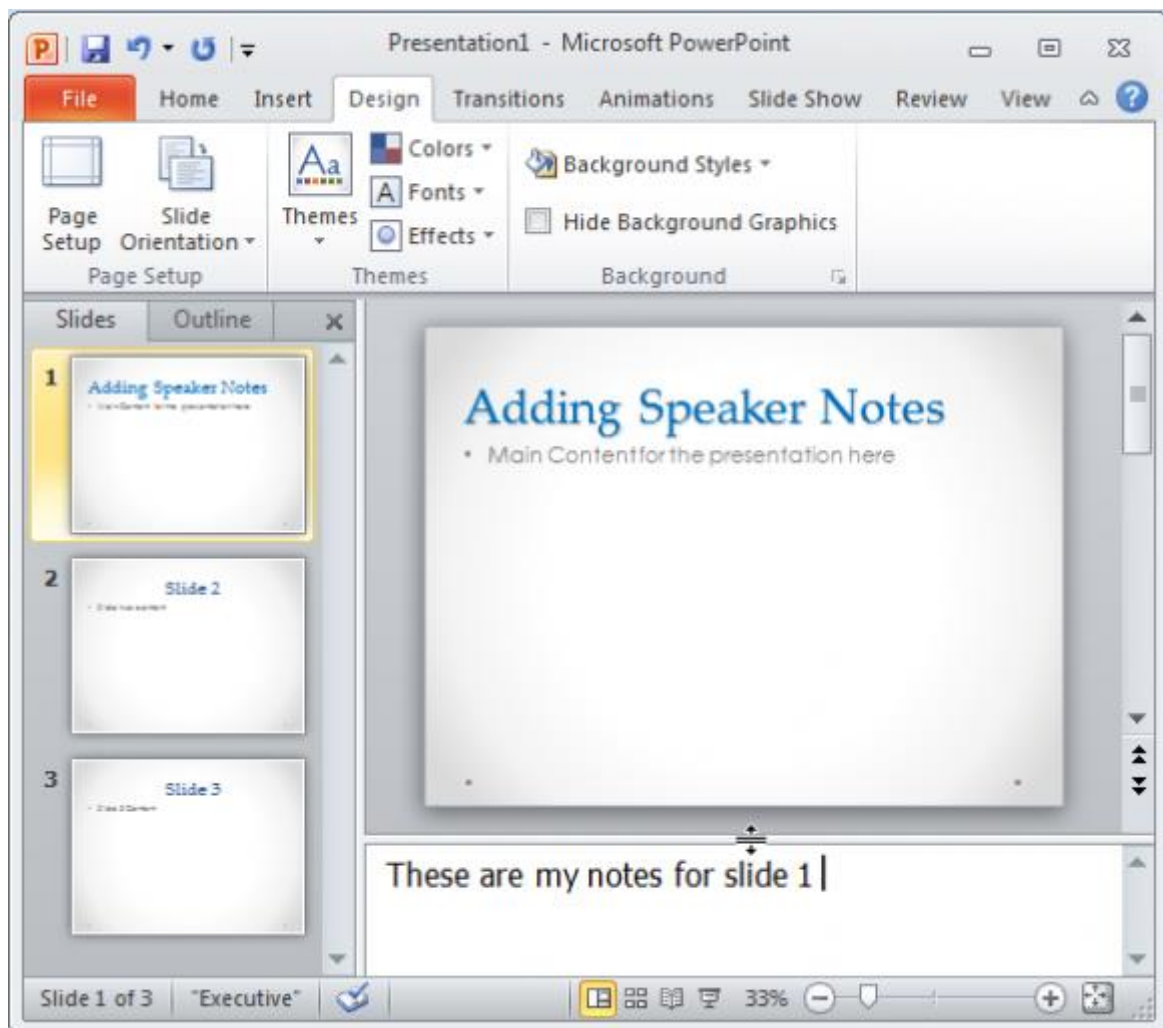 Presentation1 - Microsoft PowerPoint
File Home Insert Design Transitions Animations Slide Show Review View
Page Setup
Slide Orientation
Themes
Colors
Fonts
Effects
Background Styles
Hide Background Graphics
Page Setup Themes Background
Slides Outline
1
Adding Speaker Notes
2
Slide 2
3
Slide 3
Adding Speaker Notes
• Main Contentfor the presentation here
These are my notes for slide 1
Slide 1 of 3 "Executive" 33%